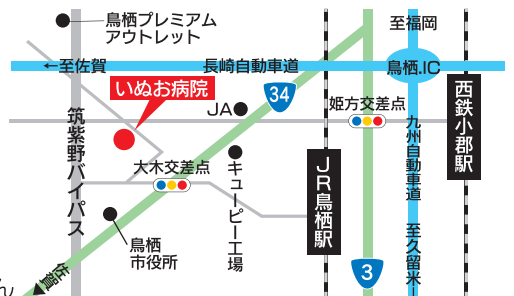 鳥栖プレミアム
アウトレット
至福岡
←至佐賀
長崎自動車道
鳥栖.IC
いぬお病院
34
JA
姫方交差点
西鉄小郡駅
筑紫野バイパス
九州自動車道
大木交差点
キューピー工場
JR鳥栖駅
鳥栖
市役所
至久留米
佐賀
3